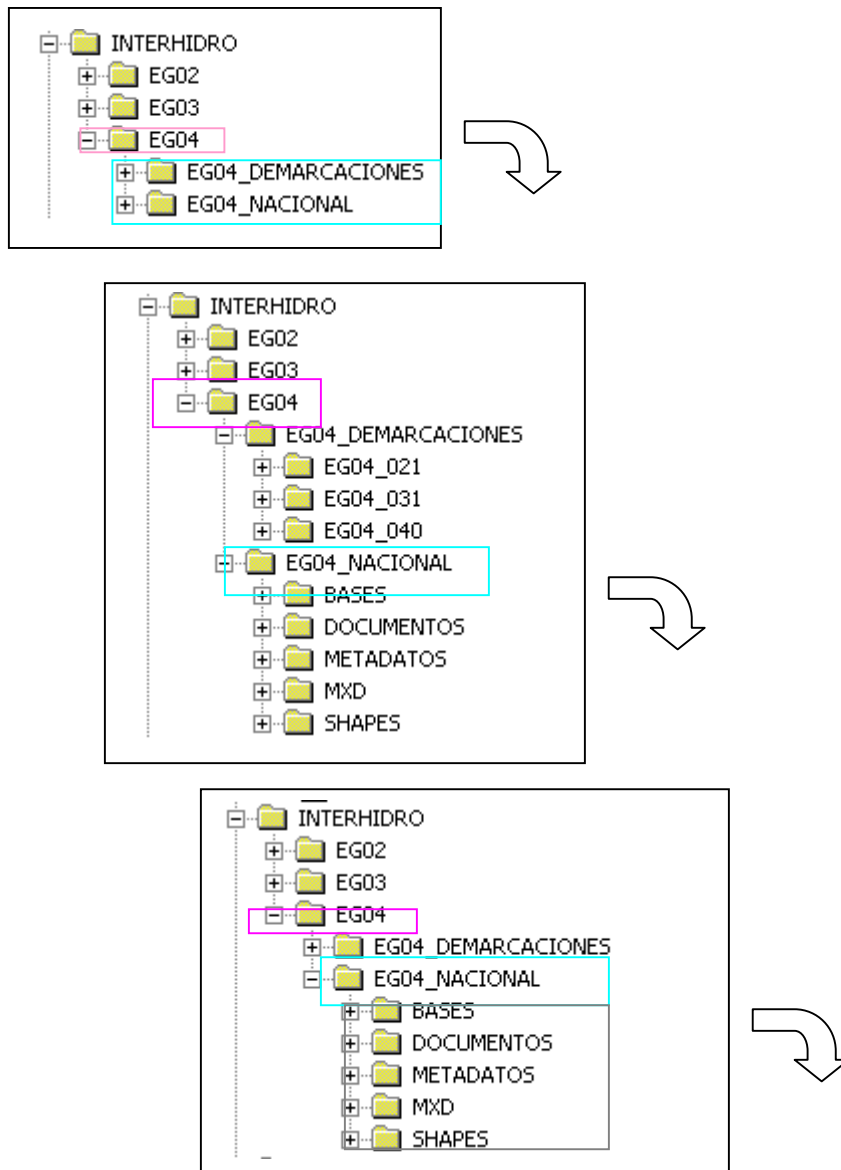 INTERHIDRO
EG02
EG03
EG04
EG04_DEMARCACIONES
EG04_NACIONAL
INTERHIDRO
EG02
EG03
EG04
EG04_DEMARCACIONES
EG04_021
EG04_031
EG04_040
EG04_NACIONAL
BASES
DOCUMENTOS
METADATOS
MXD
SHAPES
INTERHIDRO
EG02
EG03
EG04
EG04_DEMARCACIONES
EG04_NACIONAL
BASES
DOCUMENTOS
METADATOS
MXD
SHAPES